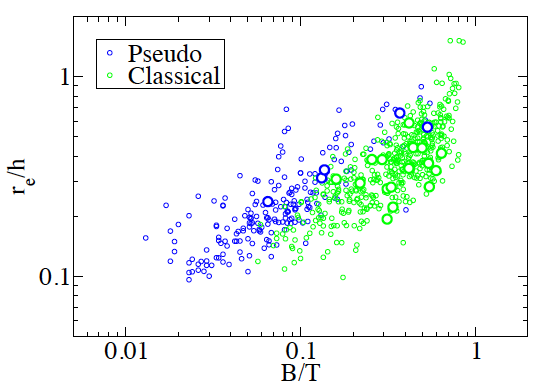 Pseudo
Classical
1
0.1
r_e/h
0.01 0.1 1
B/T